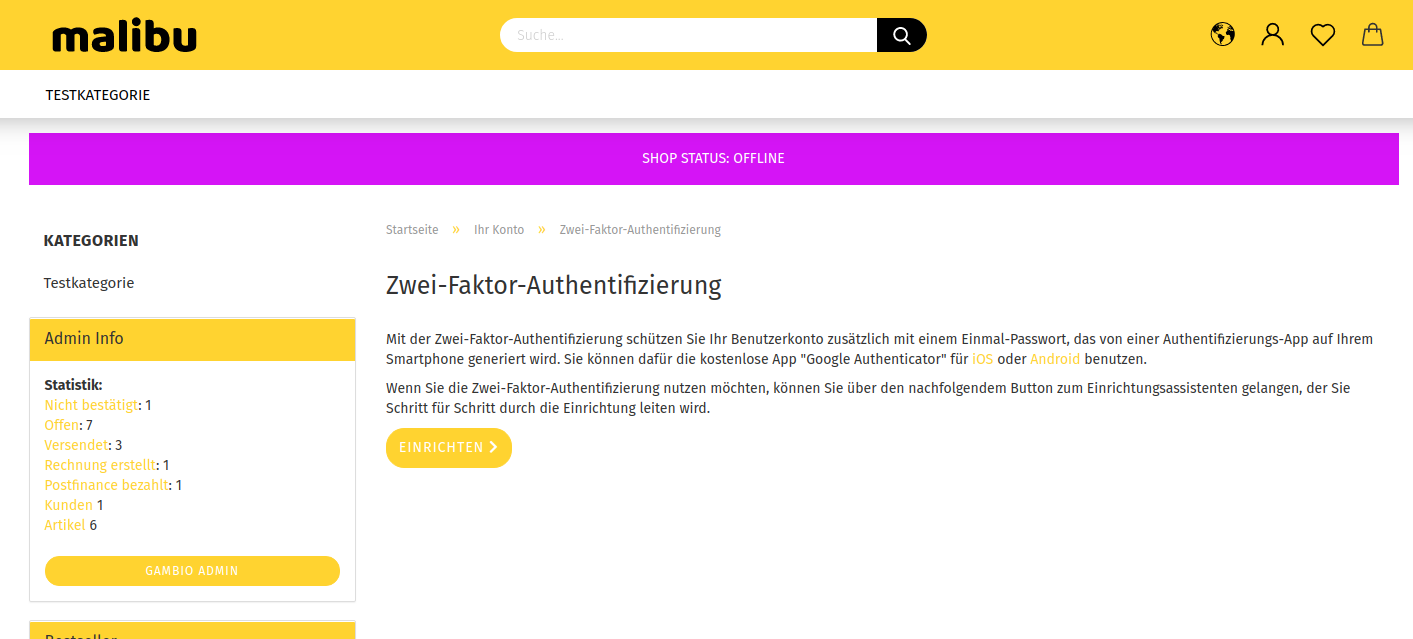 malibu
Suche...
TESTKATEGORIE
SHOP STATUS: OFFLINE
KATEGORIEN
Testkategorie
Admin Info
Statistik:
Nicht bestätigt: 1
Offen: 7
Versendet: 3
Rechnung erstellt: 1
Postfinance bezahlt: 1
Kunden 1
Artikel 6
GAMBIO ADMIN
Bestseller
Startseite » Ihr Konto » Zwei-Faktor-Authentifizierung
Zwei-Faktor-Authentifizierung
Mit der Zwei-Faktor-Authentifizierung schützen Sie Ihr Benutzerkonto zusätzlich mit einem Einmal-Passwort, das von einer Authentifizierungs-App auf Ihrem
Smartphone generiert wird. Sie können dafür die kostenlose App "Google Authenticator" für iOS oder Android benutzen.
Wenn Sie die Zwei-Faktor-Authentifizierung nutzen möchten, können Sie über den nachfolgendem Button zum Einrichtungsassistenten gelangen, der Sie
Schritt für Schritt durch die Einrichtung leiten wird.
EINRICHTEN